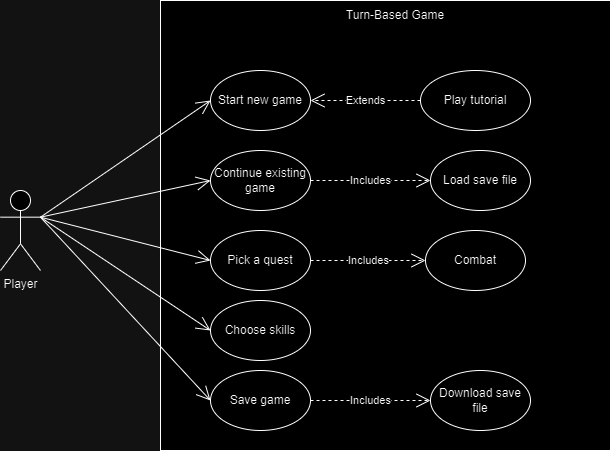 Turn-Based Game
Start new game
Extends
Play tutorial
Continue existing
game
Includes
Load save file
Player
Pick a quest
Includes
Combat
Choose skills
Save game
Includes
Download save
file